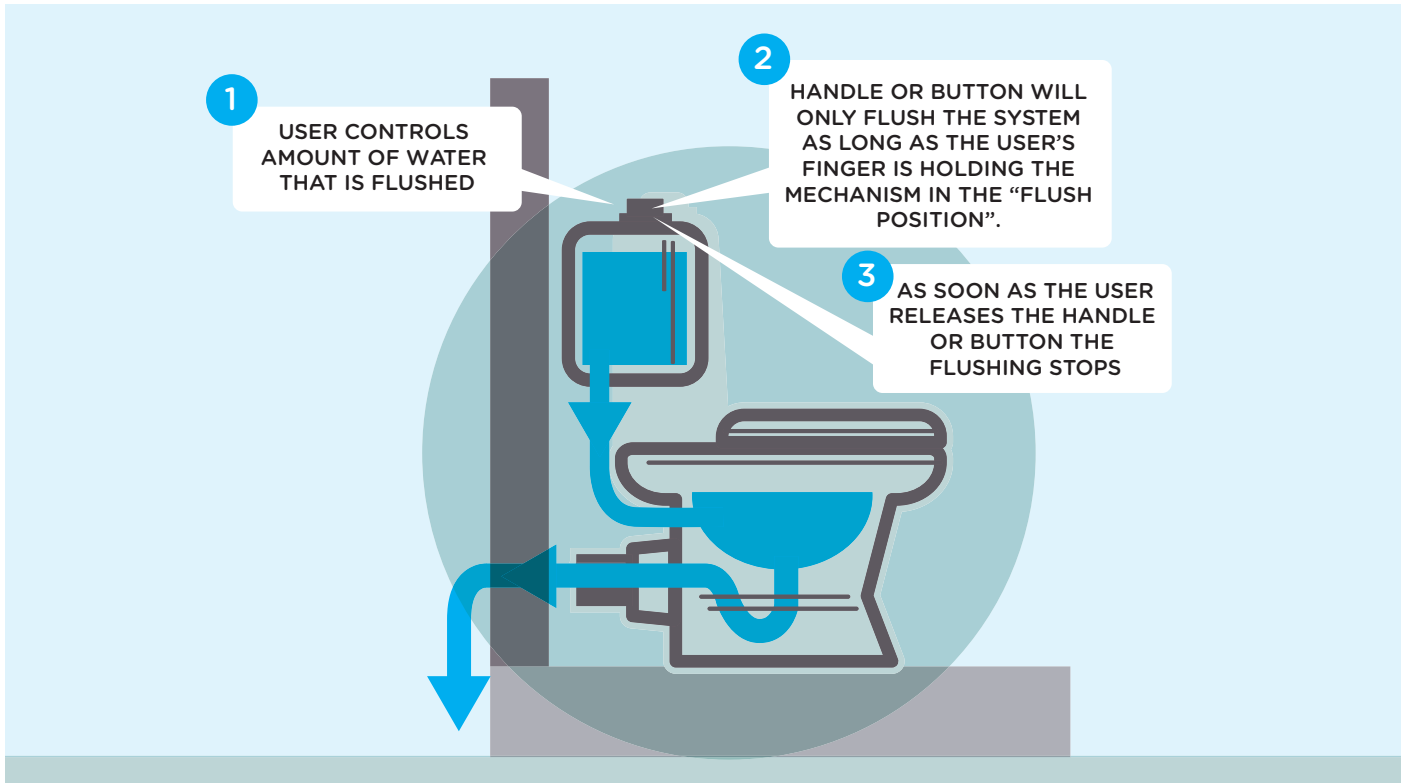 1
USER CONTROLS
AMOUNT OF WATER
THAT IS FLUSHED
2
HANDLE OR BUTTON WILL
ONLY FLUSH THE SYSTEM
AS LONG AS THE USER’S
FINGER IS HOLDING THE
MECHANISM IN THE “FLUSH
POSITION”.
3
AS SOON AS THE USER
RELEASES THE HANDLE
OR BUTTON THE
FLUSHING STOPS